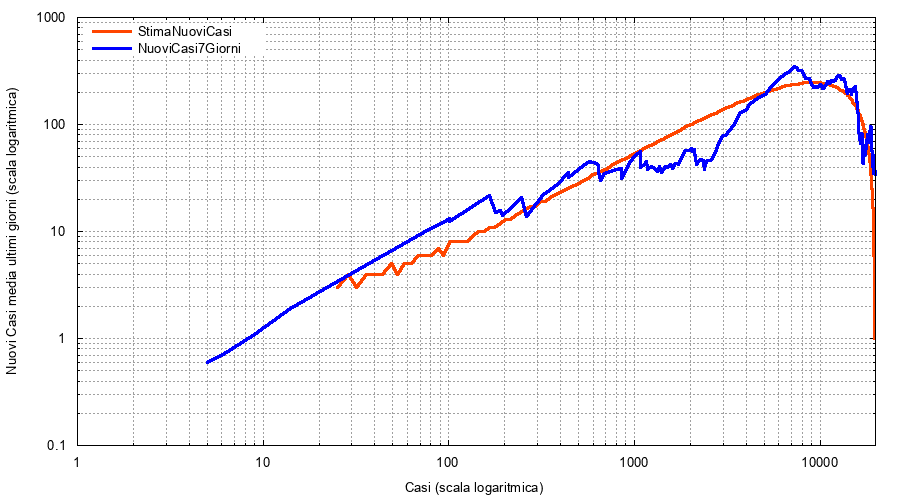 1000
100
10
1
0.1
StimaNuoviCasi
NuoviCasi7Giorni
Nuovi Casi media ultimi giorni (scala logaritmica)
1 10 100 1000 10000
Casi (scala logaritmica)